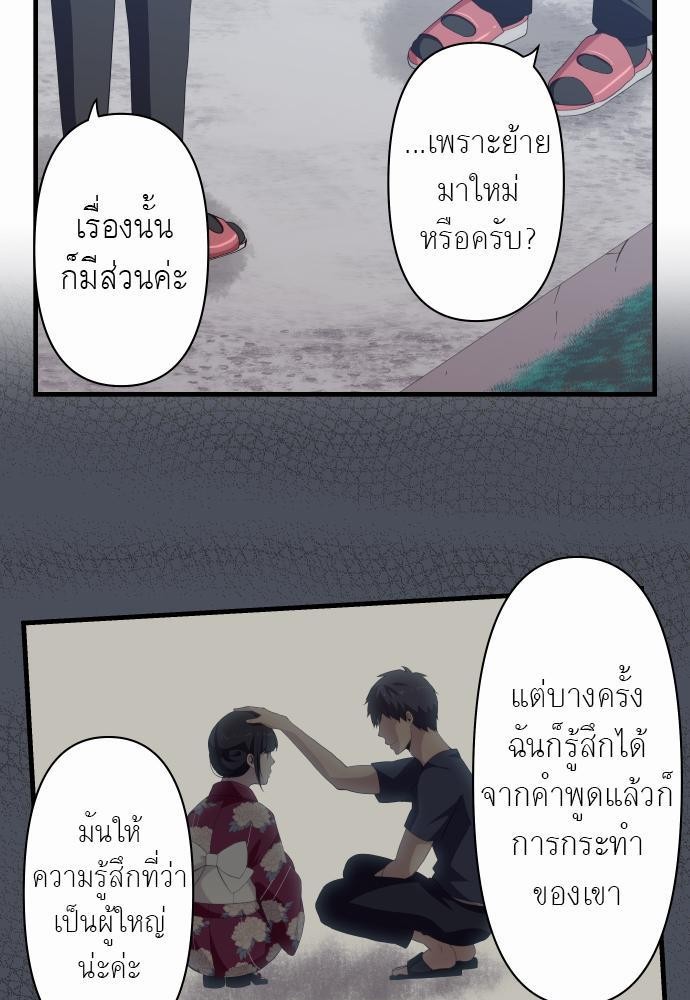 ...เพราะย้าย
มาใหม่
หรือครับ?
เรื่องนั้น
ก็มีส่วนค่ะ
แต่บางครั้ง
ฉันก็รู้สึกได้
จากคำพูดแล้วก็
การกระทำ
ของเขา
มันให้
ความรู้สึกที่ว่า
เป็นผู้ใหญ่
น่ะค่ะ